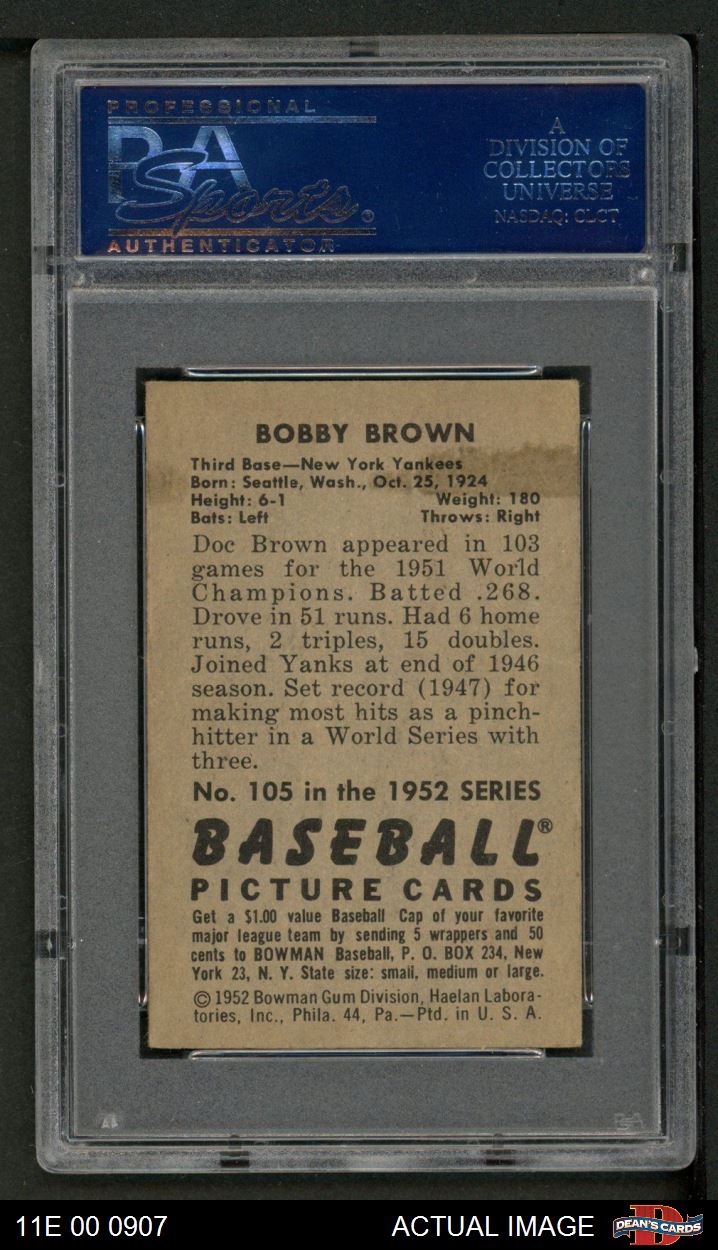 PROFESSIONAL
PSA
Sports®
AUTHENTICATOR
A
DIVISION OF
COLLECTORS
UNIVERSE
NASDAQ: CLCT
BOBBY BROWN
Third Base—New York Yankees
Born: Seattle, Wash., Oct. 25, 1924
Height: 6-1 Weight: 180
Bats: Left Throws: Right
Doc Brown appeared in 103
games for the 1951 World
Champions. Batted .268.
Drove in 51 runs. Had 6 home
runs, 2 triples, 15 doubles.
Joined Yanks at end of 1946
season. Set record (1947) for
making most hits as a pinch-
hitter in a World Series with
three.
No. 105 in the 1952 SERIES
BASEBALL®
PICTURE CARDS
Get a $1.00 value Baseball Cap of your favorite
major league team by sending 5 wrappers and 50
cents to BOWMAN Baseball, P. O. BOX 234, New
York 23, N. Y. State size: small, medium or large.
© 1952 Bowman Gum Division, Haelan Labora-
tories, Inc., Phila. 44, Pa.—Ptd. in U. S. A.
PSA
11E 00 0907 ACTUAL IMAGE DEAN'S CARDS